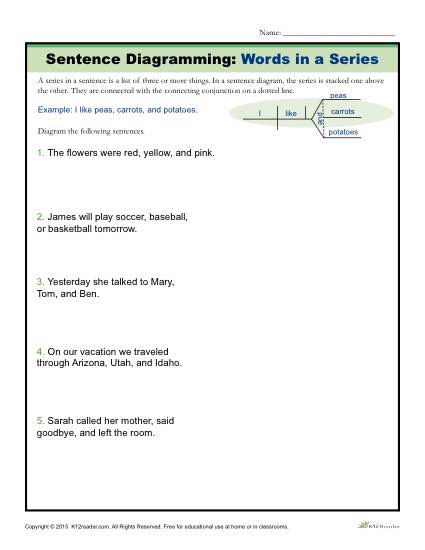 Name:
Sentence Diagramming: Words in a Series
A series in a sentence is a list of three or more things. In a sentence diagram, the series is stacked one above
the other. They are connected with the connecting conjunction on a dotted line.
Example: I like peas, carrots, and potatoes.
I like and peas carrots potatoes
Diagram the following sentences.
1. The flowers were red, yellow, and pink.
2. James will play soccer, baseball,
or basketball tomorrow.
3. Yesterday she talked to Mary,
Tom, and Ben.
4. On our vacation we traveled
through Arizona, Utah, and Idaho.
5. Sarah called her mother, said
goodbye, and left the room.
Copyright © 2015 K12reader.com. All Rights Reserved. Free for educational use at home or in classrooms.
K12Reader